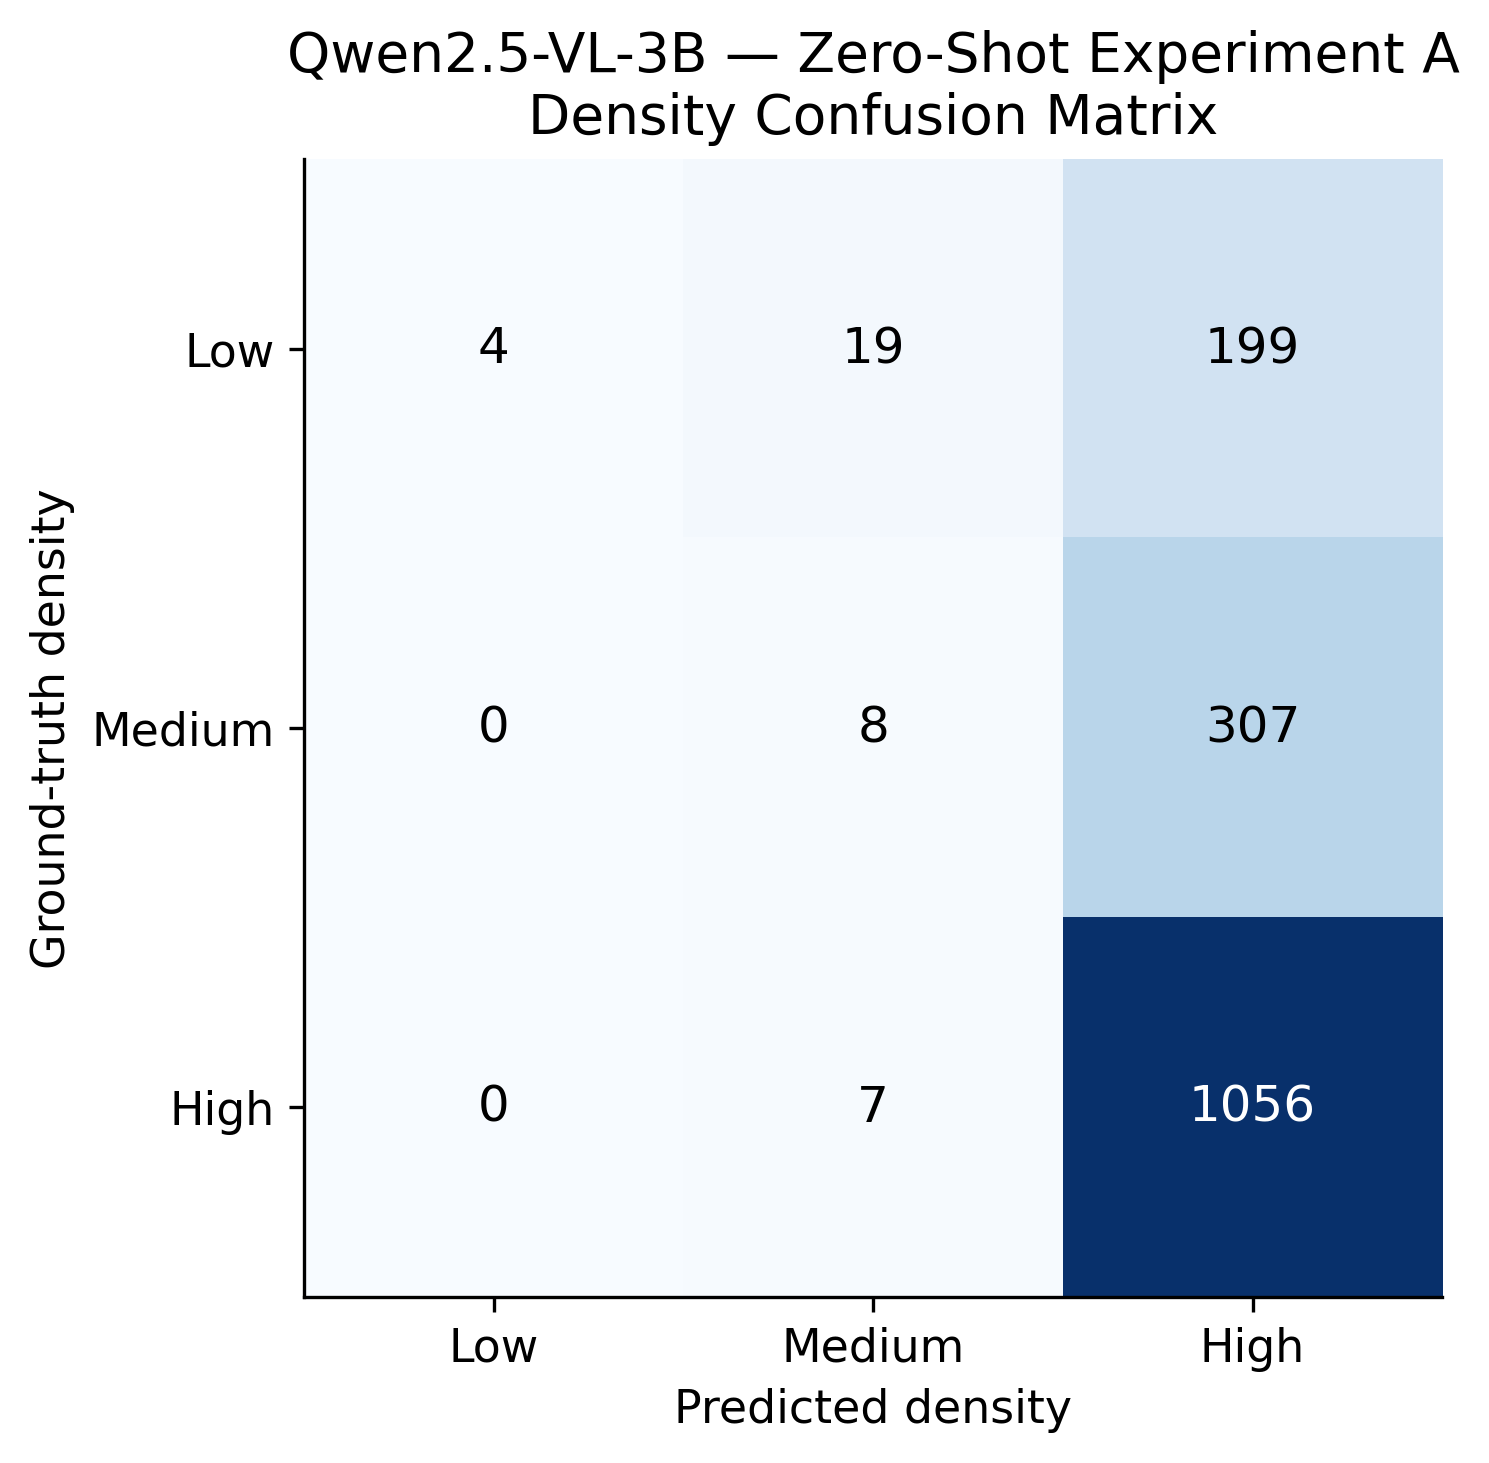 Qwen2.5-VL-3B — Zero-Shot Experiment A
Density Confusion Matrix
Ground-truth density
Low
4
19
199
Medium
0
8
307
High
0
7
1056
Low
Medium
High
Predicted density